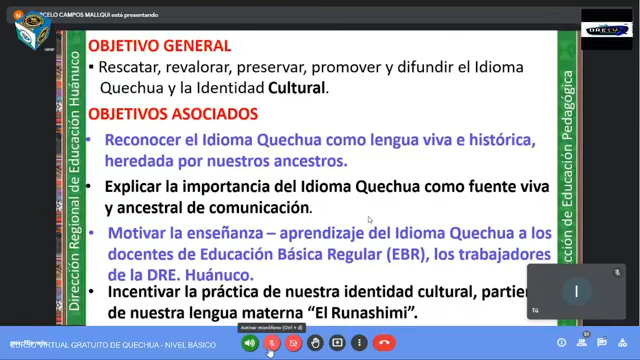 CELO CAMPOS MALLQUI está presentando
DRETV
OBJETIVO GENERAL
▪ Rescatar, revalorar, preservar, promover y difundir el Idioma
Quechua y la Identidad Cultural.
OBJETIVOS ASOCIADOS
• Reconocer el Idioma Quechua como lengua viva e histórica,
heredada por nuestros ancestros.
• Explicar la importancia del Idioma Quechua como fuente viva
y ancestral de comunicación.
• Motivar la enseñanza – aprendizaje del Idioma Quechua a los
docentes de Educación Básica Regular (EBR), los trabajadores
de la DRE. Huánuco.
• Incentivar la práctica de nuestra identidad cultural, partie
de nuestra lengua materna “El Runashimi”.
Dirección Regional de Educación Huánuco
cción de Educación Pedagógica
I
Tú
Activar micrófono (Ctrl + d)
VIRTUAL GRATUITO DE QUECHUA - NIVEL BÁSICO